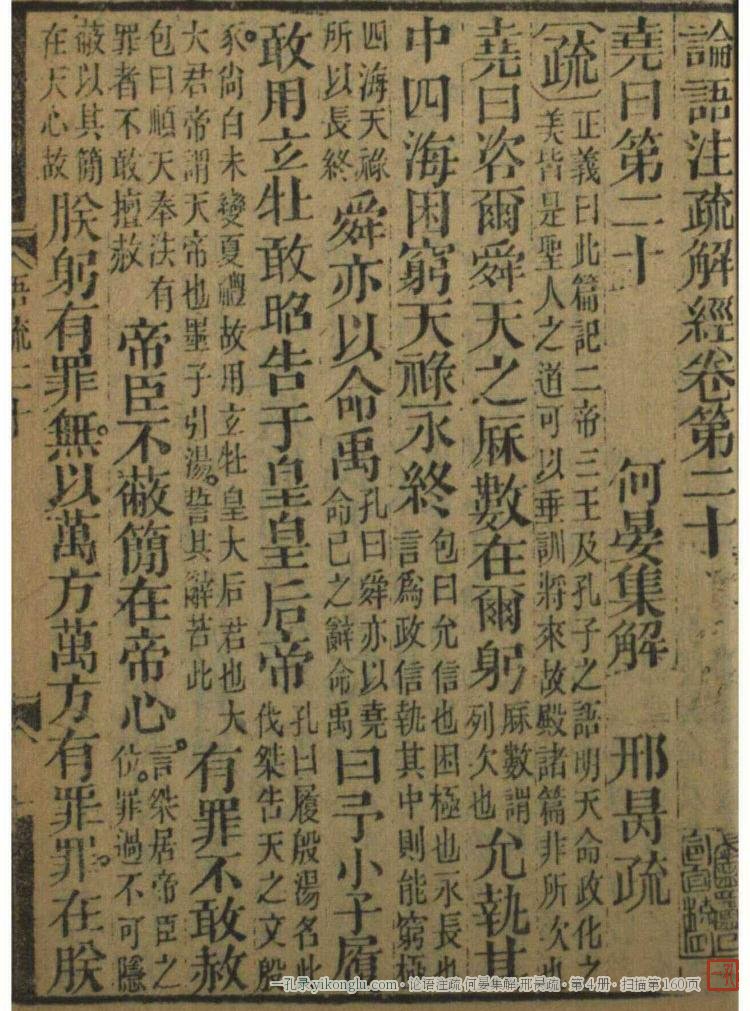 論語注疏解經卷第二十
堯曰第二十 何晏集解 邢昺疏
疏 正義曰此篇記二帝三王及孔子之語明天命政化之
美皆是聖人之道可以垂訓將來故殿諸篇非所次也
堯曰咨爾舜天之厤數在爾躬 厤數謂
列次也 允執其
中四海困窮天祿永終 包曰允信也困極也永長也
言爲政信執其中則能窮極
四海天祿
所以長終 舜亦以命禹 孔曰舜亦以堯
命已之辭命禹 曰予小子履
敢用玄牡敢昭告于皇皇后帝 孔曰履殷湯名此
伐桀告天之文殷
豕尚白未變夏禮故用玄牡皇大后君也大
大君帝謂天帝也墨子引湯。誓其辭若此 有罪不敢赦
包曰順天奉法有
罪者不敢擅赦 帝臣不蔽簡在帝心。 言桀居帝臣之
位。罪過不可隱
蔽以其簡
在天心故 朕躬有罪無以萬方萬方有罪。罪在朕
語疏二十
一孔录 yikonglu.com · 论语注疏.何晏集解.邢昺疏 · 第4册 · 扫描第160页
一孔